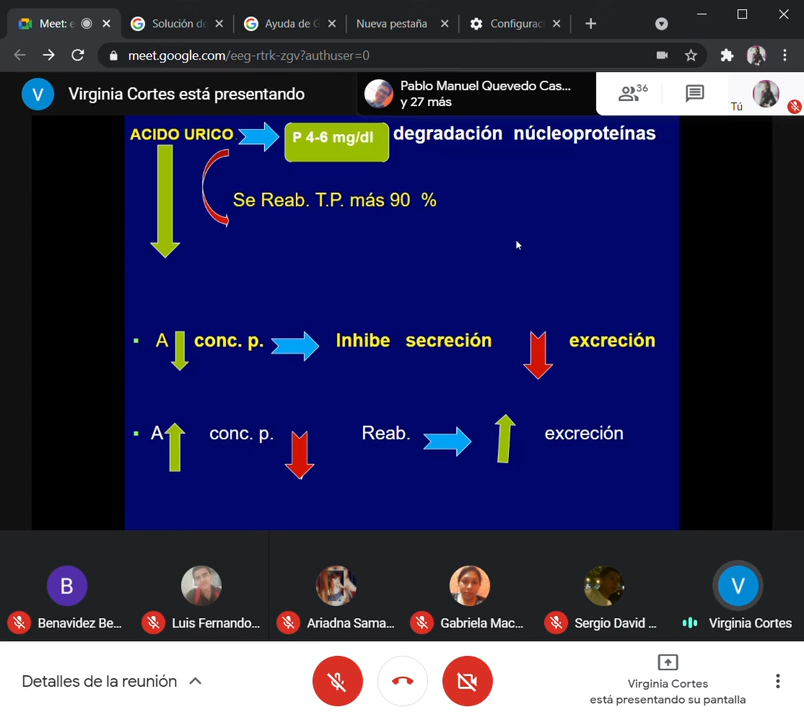 Meet: e
Solución de
Ayuda de G
Nueva pestaña
Configurac
meet.google.com/eeg-rtrk-zgv?authuser=0
V
Virginia Cortes está presentando
Pablo Manuel Quevedo Cas...
y 27 más
36
Tú
ACIDO URICO
P 4-6 mg/dl
degradación núcleoproteínas
Se Reab. T.P. más 90 %
A conc. p. Inhibe secreción excreción
A conc. p. Reab. excreción
B
V
Benavidez Be...
Luis Fernando...
Ariadna Sama...
Gabriela Mac...
Sergio David ...
Virginia Cortes
Detalles de la reunión
Virginia Cortes
está presentando su pantalla